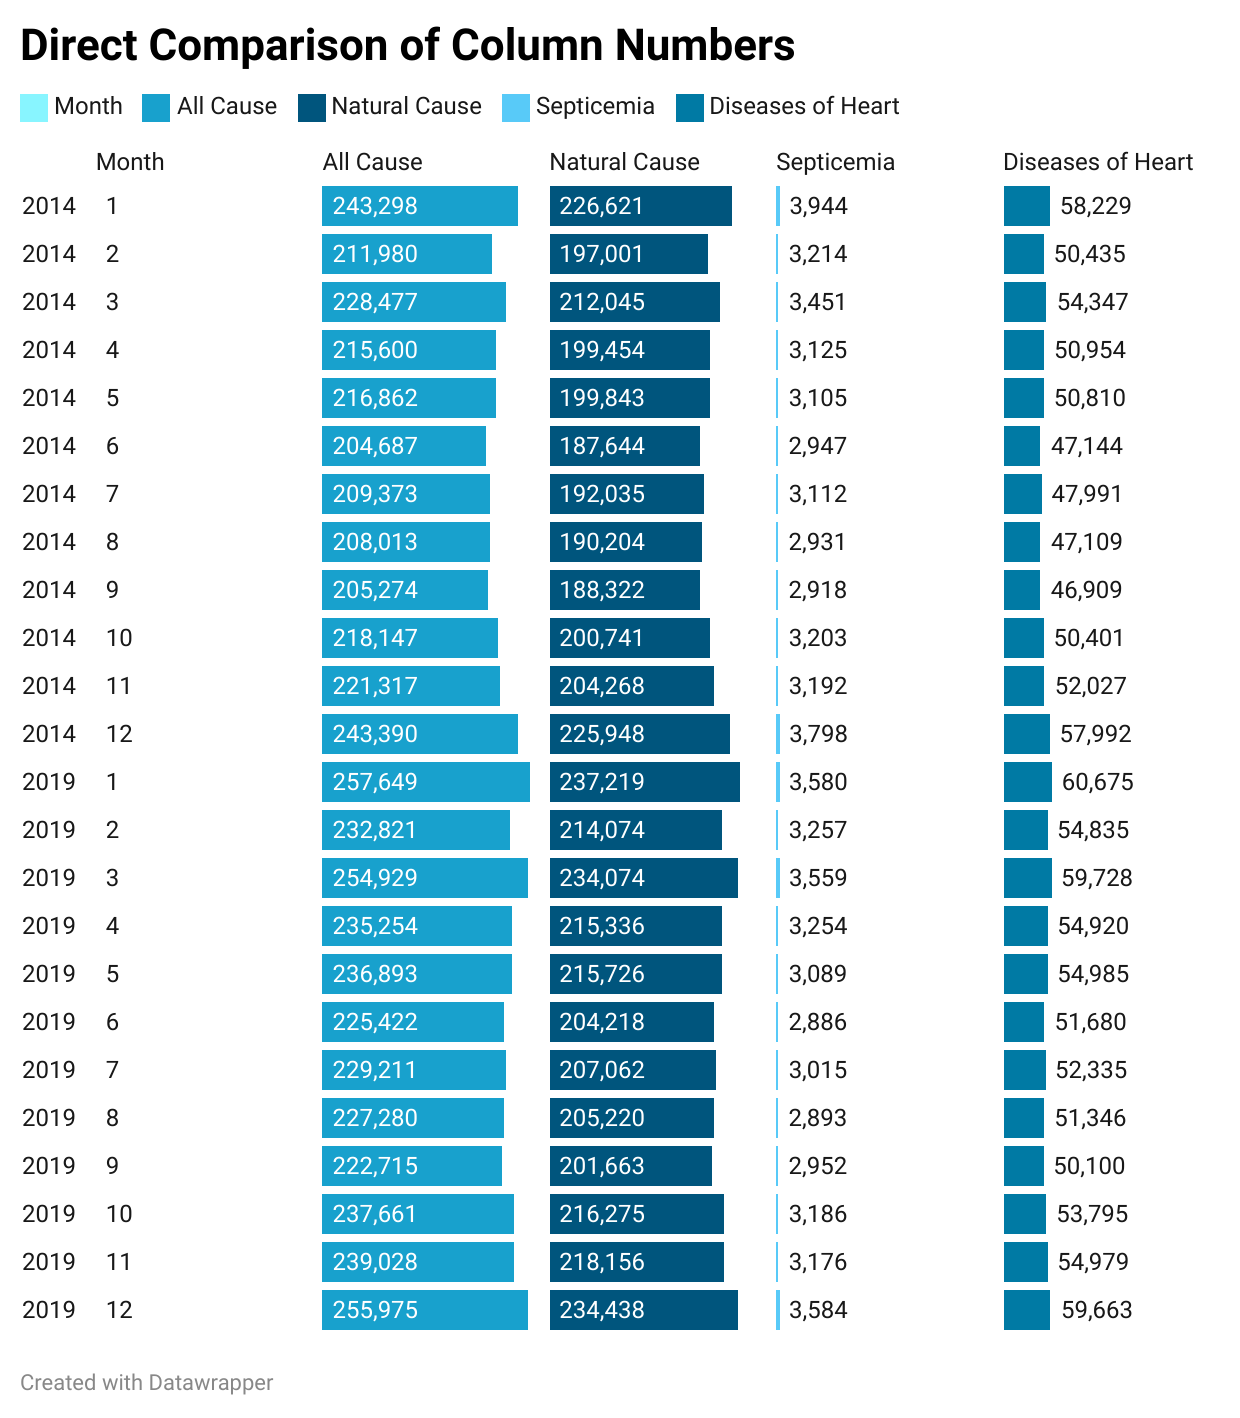 Direct Comparison of Column Numbers
Month All Cause Natural Cause Septicemia Diseases of Heart
Month All Cause Natural Cause Septicemia Diseases of Heart
2014 1 243,298 226,621 3,944 58,229
2014 2 211,980 197,001 3,214 50,435
2014 3 228,477 212,045 3,451 54,347
2014 4 215,600 199,454 3,125 50,954
2014 5 216,862 199,843 3,105 50,810
2014 6 204,687 187,644 2,947 47,144
2014 7 209,373 192,035 3,112 47,991
2014 8 208,013 190,204 2,931 47,109
2014 9 205,274 188,322 2,918 46,909
2014 10 218,147 200,741 3,203 50,401
2014 11 221,317 204,268 3,192 52,027
2014 12 243,390 225,948 3,798 57,992
2019 1 257,649 237,219 3,580 60,675
2019 2 232,821 214,074 3,257 54,835
2019 3 254,929 234,074 3,559 59,728
2019 4 235,254 215,336 3,254 54,920
2019 5 236,893 215,726 3,089 54,985
2019 6 225,422 204,218 2,886 51,680
2019 7 229,211 207,062 3,015 52,335
2019 8 227,280 205,220 2,893 51,346
2019 9 222,715 201,663 2,952 50,100
2019 10 237,661 216,275 3,186 53,795
2019 11 239,028 218,156 3,176 54,979
2019 12 255,975 234,438 3,584 59,663
Created with Datawrapper